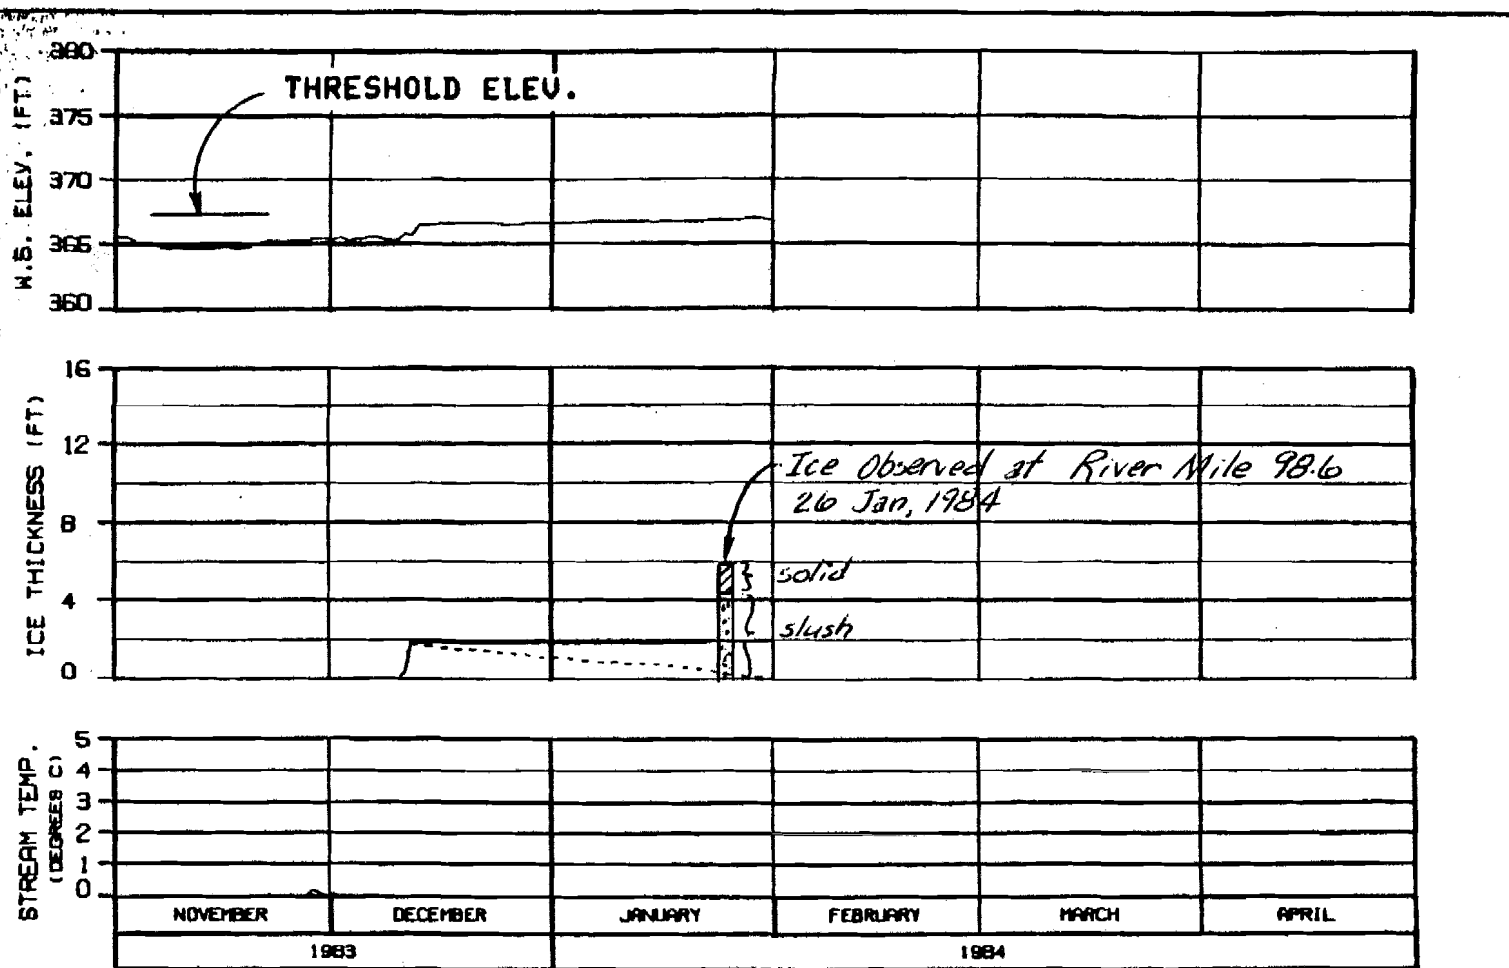 380
THRESHOLD ELEV.
375
370
365
360
W.S. ELEV. (FT)
16
12
8
4
0
ICE THICKNESS (FT)
Ice Observed at River Mile 98.6
26 Jan, 1984
solid
slush
5
4
3
2
1
0
STREAM TEMP.
(DEGREES C)
NOVEMBER DECEMBER JANUARY FEBRUARY MARCH APRIL
1983 1984